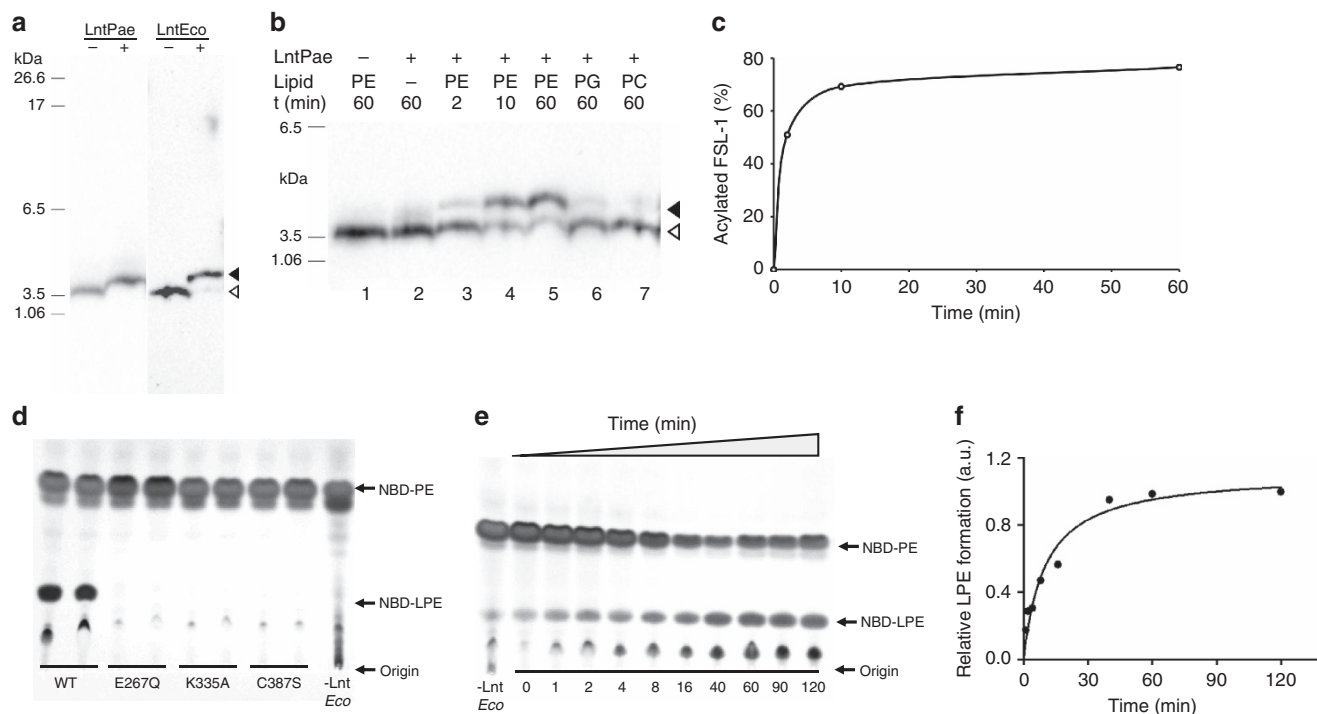 a
LntPae LntEco
– + – +
kDa
26.6
17
6.5
3.5
1.06
b
LntPae – + + + + + +
Lipid PE – PE PE PE PG PC
t (min) 60 60 2 10 60 60 60
6.5
kDa
3.5
1.06
1 2 3 4 5 6 7
c
Acylated FSL-1 (%)
80
60
40
20
0
0 10 20 30 40 50 60
Time (min)
d
NBD-PE
NBD-LPE
Origin
WT E267Q K335A C387S -Lnt
Eco
e
Time (min)
NBD-PE
NBD-LPE
Origin
-Lnt 0 1 2 4 8 16 40 60 90 120
Eco
f
Relative LPE formation (a.u.)
1.2
0.8
0.4
0.0
0 30 60 90 120
Time (min)